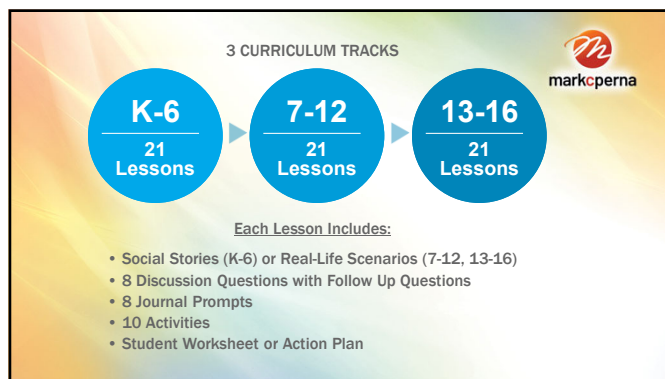 3 CURRICULUM TRACKS
markcperna
K-6
21
Lessons
7-12
21
Lessons
13-16
21
Lessons
Each Lesson Includes:
• Social Stories (K-6) or Real-Life Scenarios (7-12, 13-16)
• 8 Discussion Questions with Follow Up Questions
• 8 Journal Prompts
• 10 Activities
• Student Worksheet or Action Plan